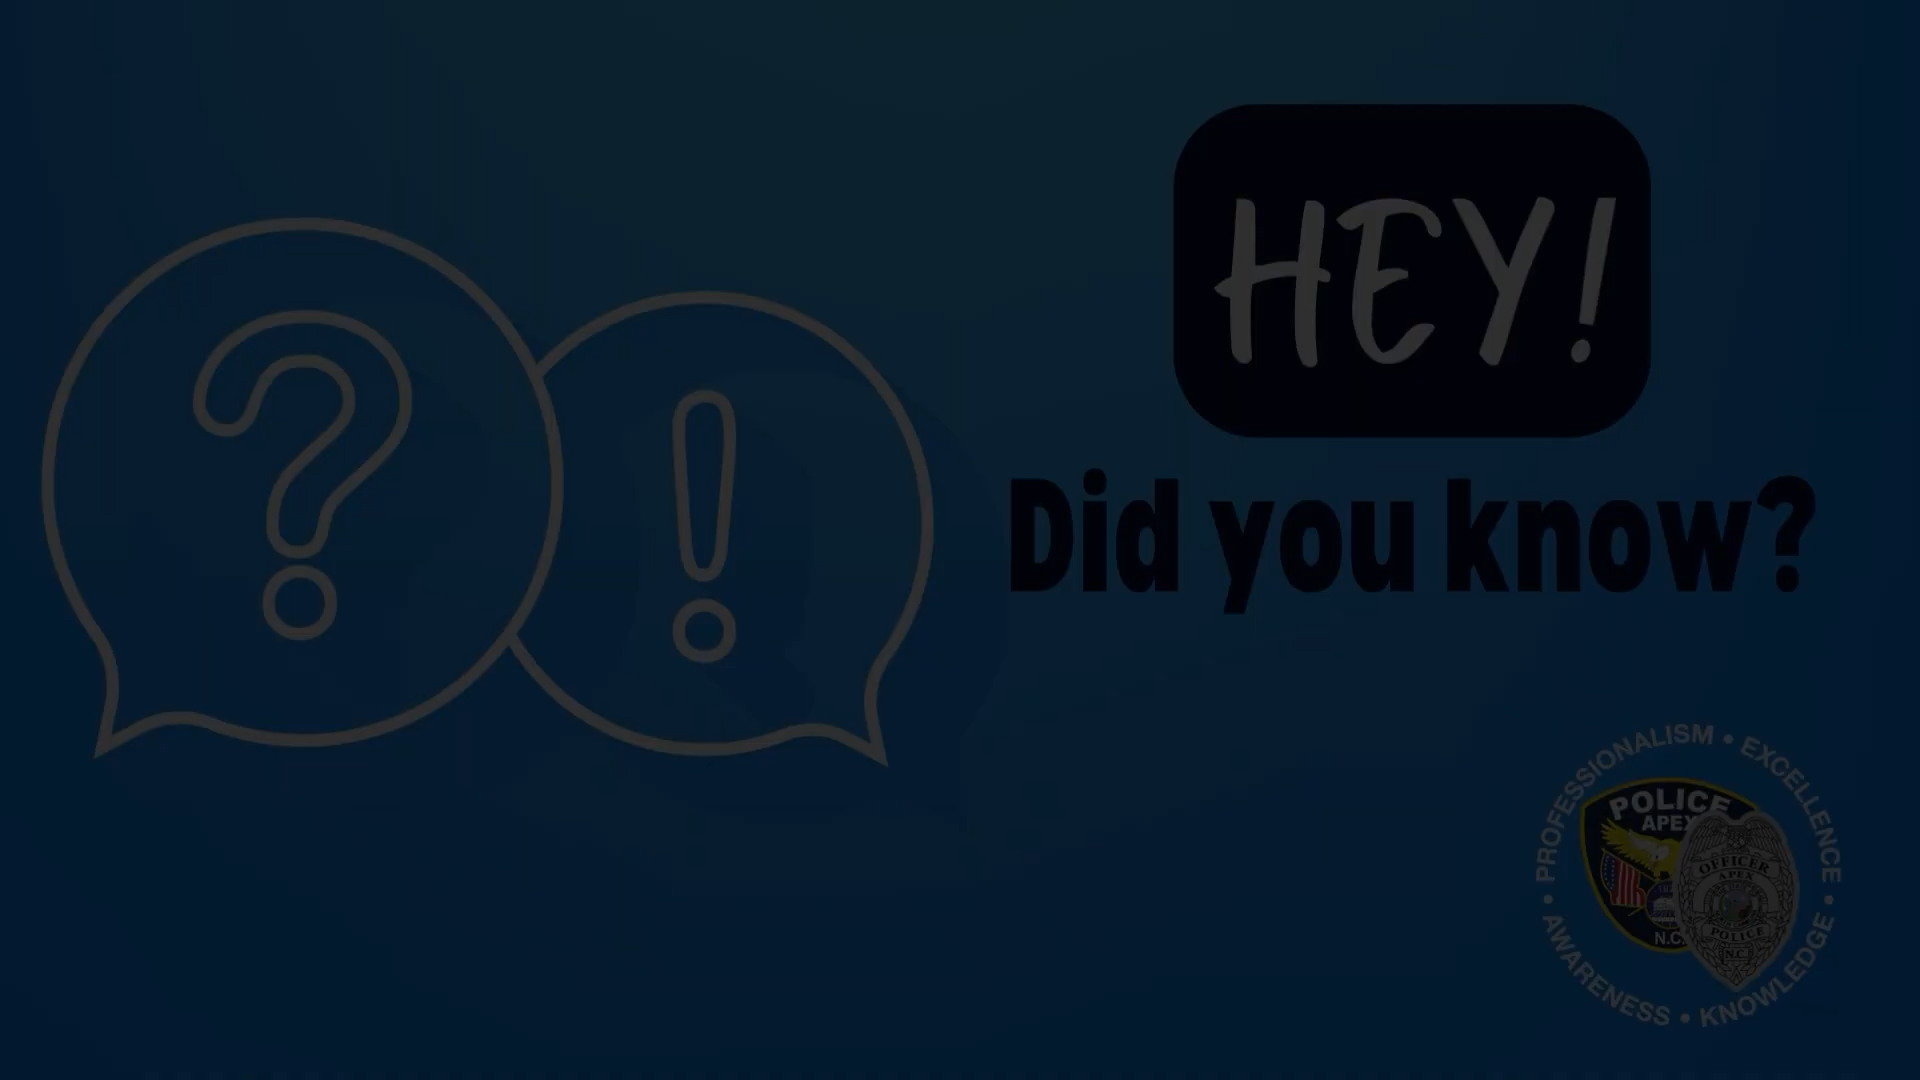 HEY!
Did you know?
PROFESSIONALISM • EXCELLENCE
• AWARENESS • KNOWLEDGE •
POLICE
APEX
N.C.
OFFICER
APEX
POLICE
N.C.